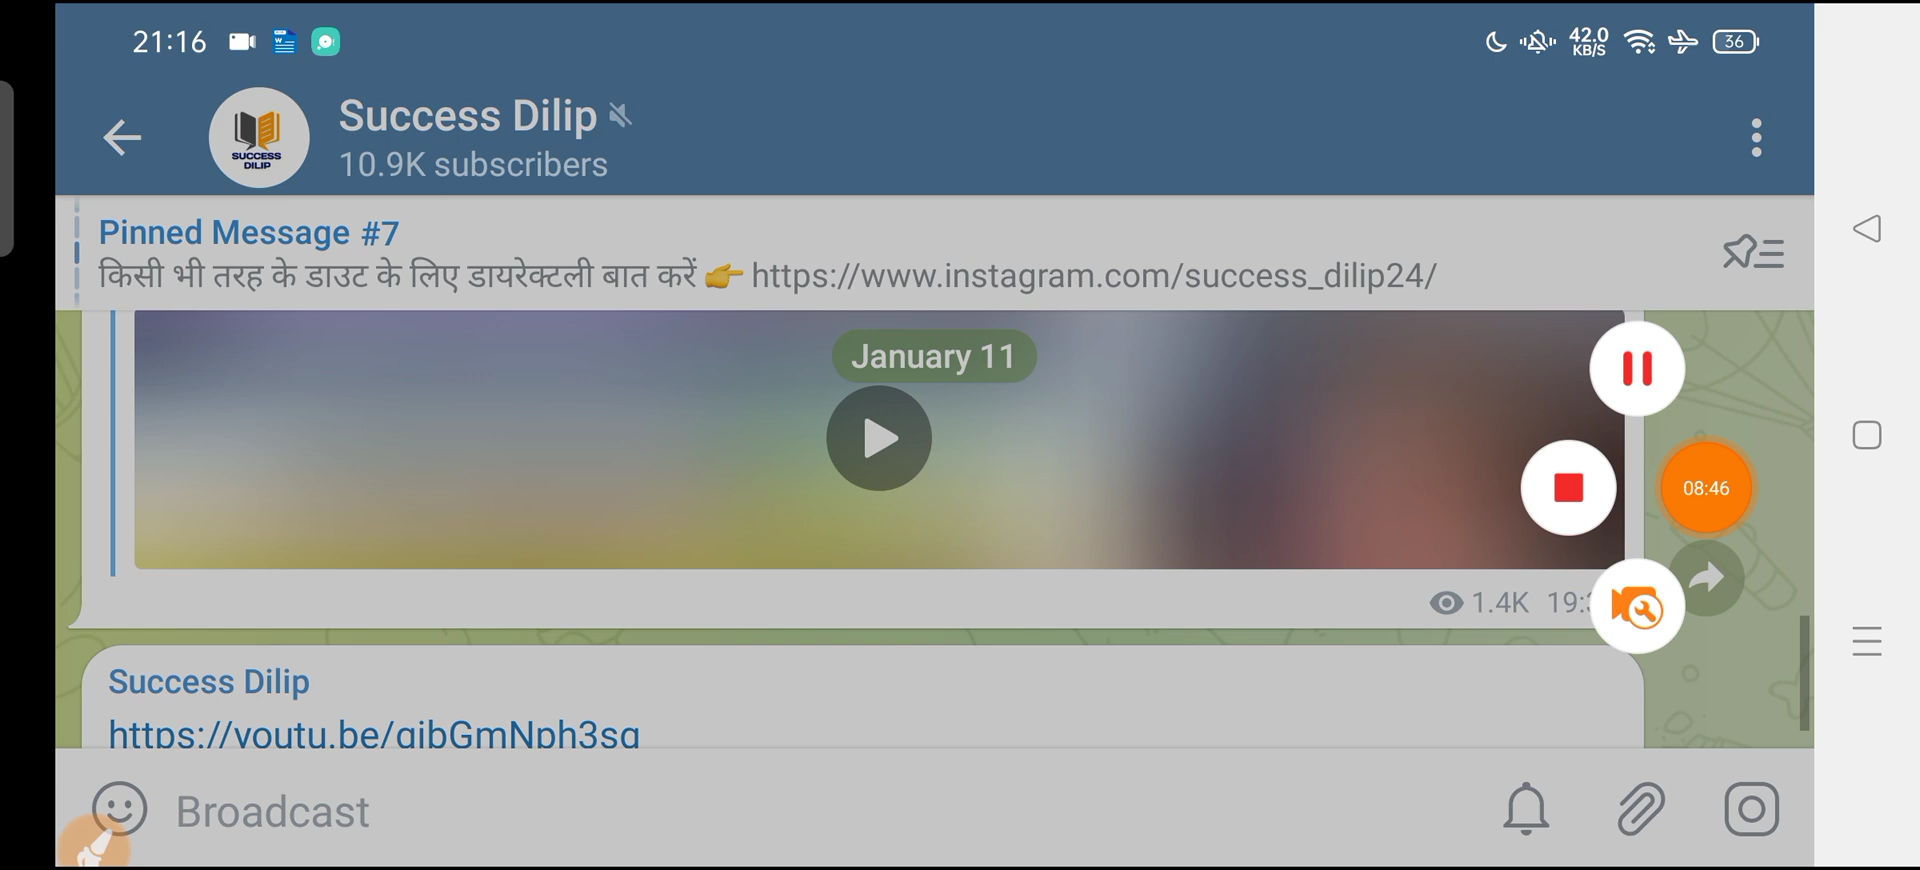 21:16
42.0
KB/S
36
Success Dilip
10.9K subscribers
SUCCESS
DILIP
Pinned Message #7
किसी भी तरह के डाउट के लिए डायरेक्टली बात करें 👉 https://www.instagram.com/success_dilip24/
January 11
08:46
1.4K 19:
Success Dilip
https://youtu.be/
Broadcast